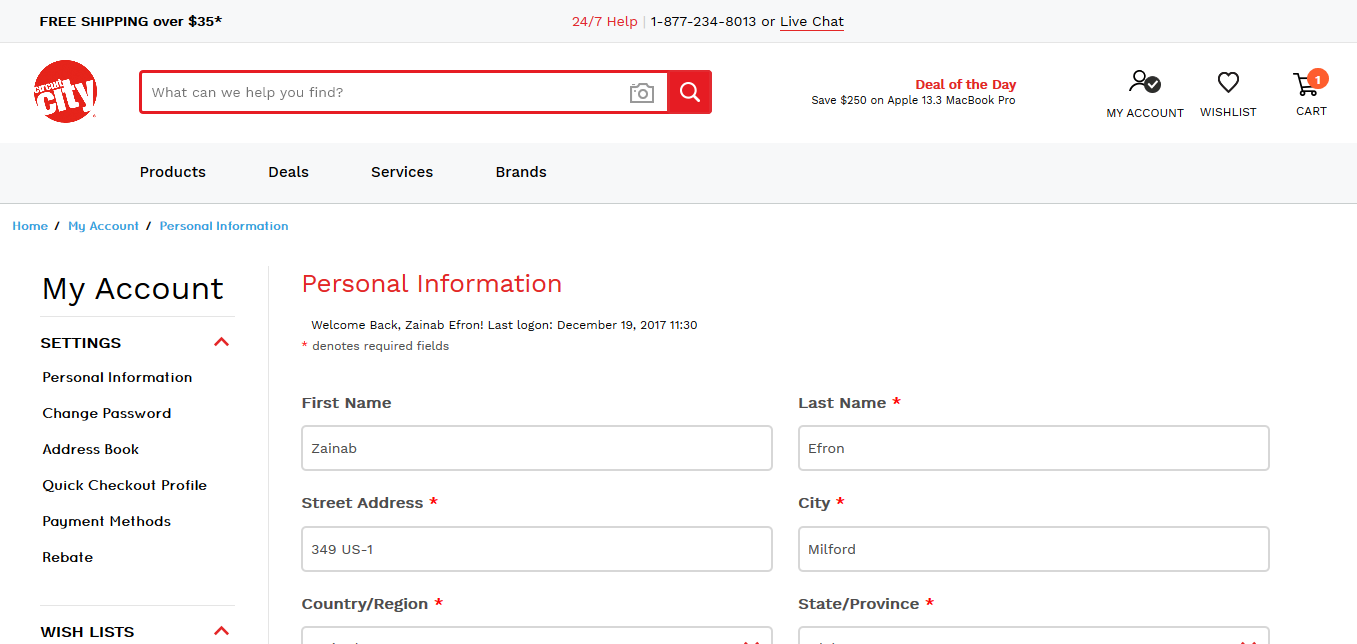 FREE SHIPPING over $35*
24/7 Help | 1-877-234-8013 or Live Chat
circuit city
What can we help you find?
Deal of the Day
Save $250 on Apple 13.3 MacBook Pro
MY ACCOUNT
WISHLIST
1
CART
Products Deals Services Brands
Home / My Account / Personal Information
My Account
SETTINGS
Personal Information
Change Password
Address Book
Quick Checkout Profile
Payment Methods
Rebate
WISH LISTS
Personal Information
Welcome Back, Zainab Efron! Last logon: December 19, 2017 11:30
* denotes required fields
First Name
Zainab
Last Name *
Efron
Street Address *
349 US-1
City *
Milford
Country/Region *
State/Province *